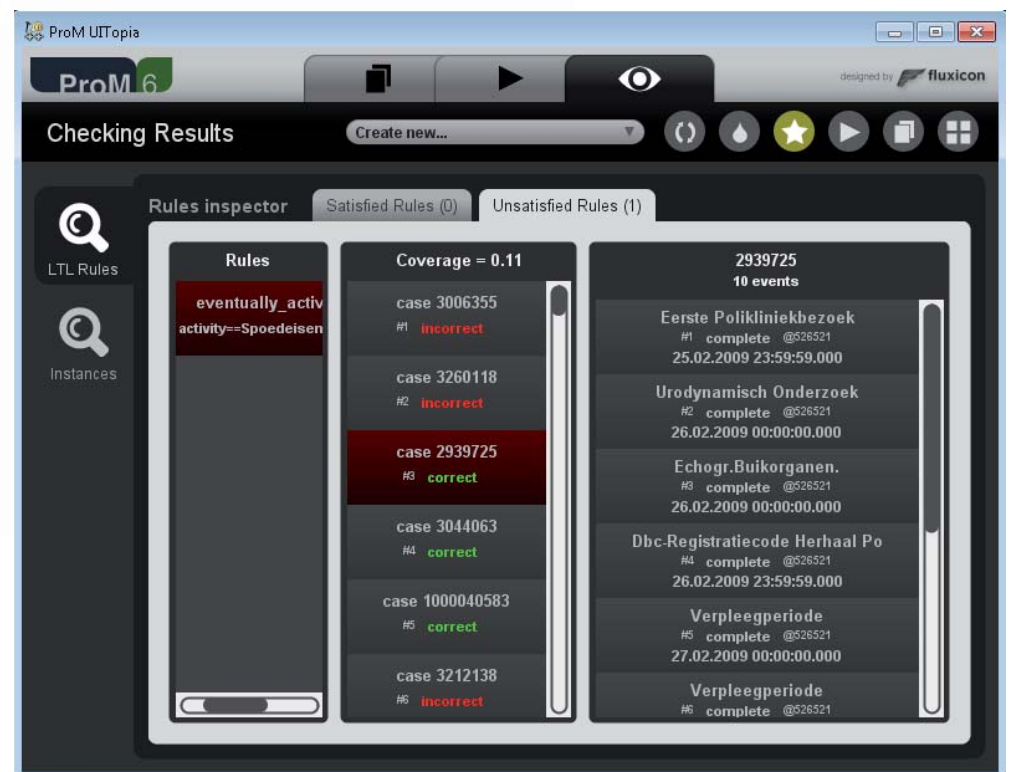 ProM UITopia
ProM 6
designed by fluxicon
Checking Results
Create new...
Rules inspector
Satisfied Rules (0)
Unsatisfied Rules (1)
LTL Rules
Instances
Rules
eventually_activ
activity==Spoedeisen
Coverage = 0.11
case 3006355
#1 incorrect
case 3260118
#2 incorrect
case 2939725
#3 correct
case 3044063
#4 correct
case 1000040583
#5 correct
case 3212138
#6 incorrect
2939725
10 events
Eerste Polikliniekbezoek
#1 complete @526521
25.02.2009 23:59:59.000
Urodynamisch Onderzoek
#2 complete @526521
26.02.2009 00:00:00.000
Echogr.Buikorganen.
#3 complete @526521
26.02.2009 00:00:00.000
Dbc-Registratiecode Herhaal Po
#4 complete @526521
26.02.2009 23:59:59.000
Verpleegperiode
#5 complete @526521
27.02.2009 00:00:00.000
Verpleegperiode
#6 complete @526521